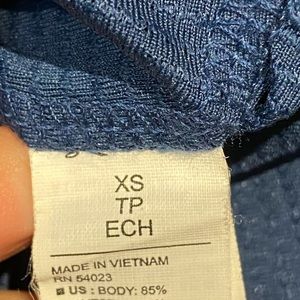 XS
TP
ECH
MADE IN VIETNAM
RN 54023
US : BODY: 85%